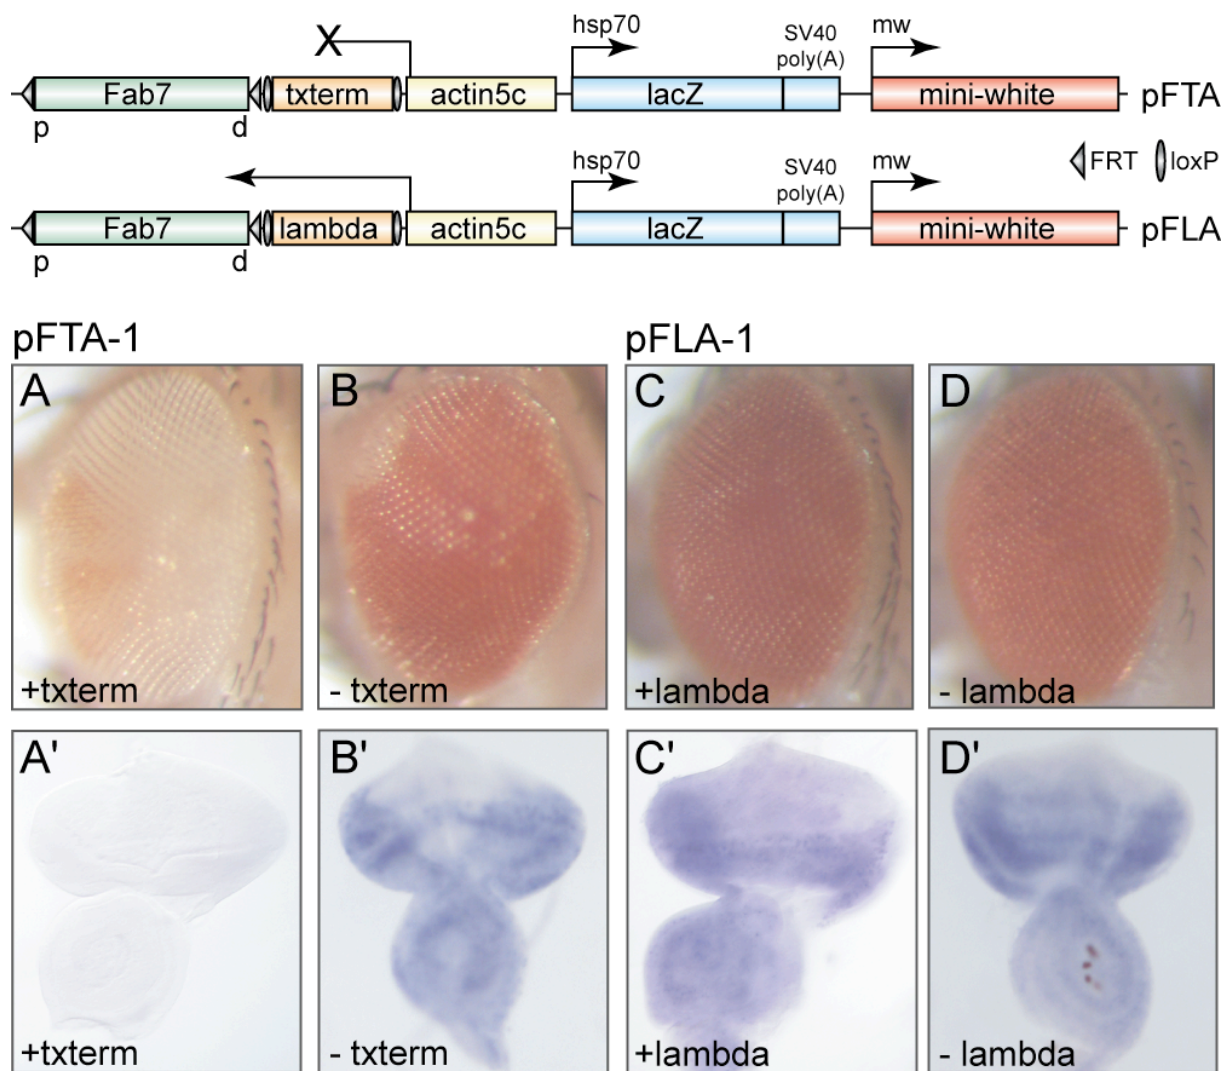 hsp70
SV40
poly(A)
mw
X
Fab7
txterm
actin5c
lacZ
mini-white
pFTA
p
d
FRT
loxP
hsp70
SV40
poly(A)
mw
Fab7
lambda
actin5c
lacZ
mini-white
pFLA
p
d
pFTA-1
pFLA-1
A
+txterm
B
- txterm
C
+lambda
D
- lambda
A'
+txterm
B'
- txterm
C'
+lambda
D'
- lambda